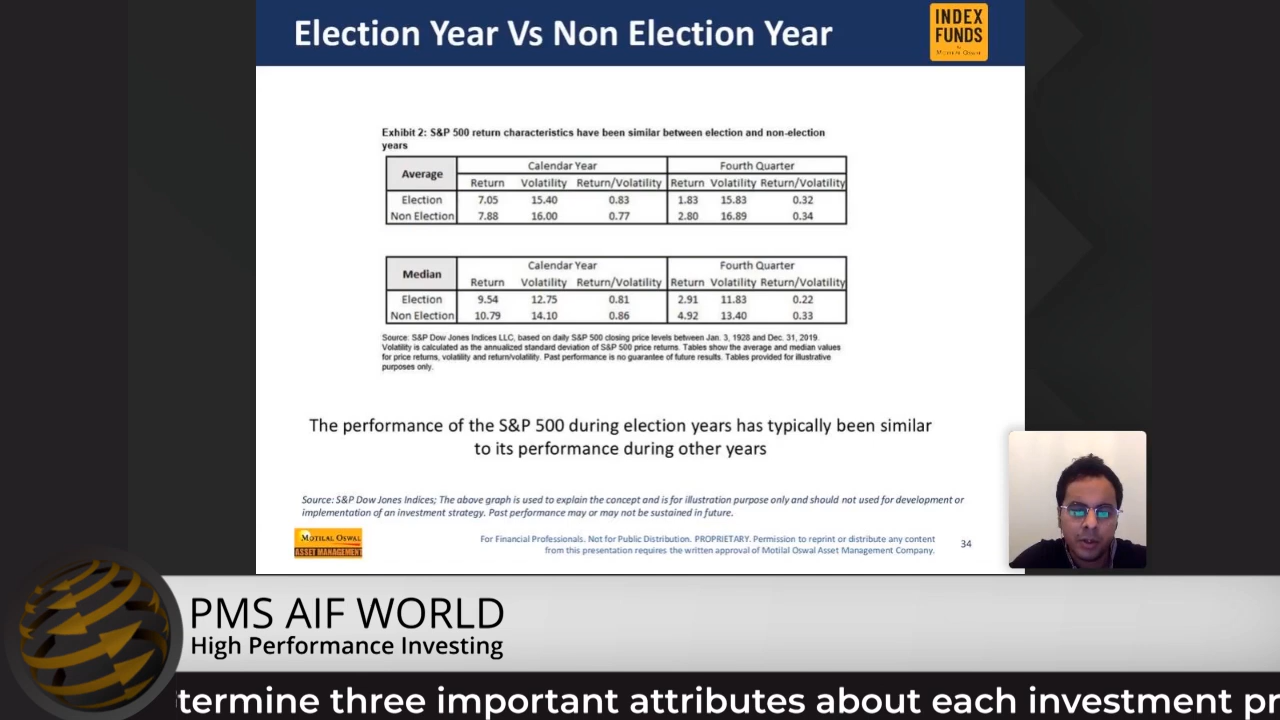 Election Year Vs Non Election Year
INDEX
FUNDS
by
Motilal Oswal
Exhibit 2: S&P 500 return characteristics have been similar between election and non-election
years
Average Calendar Year Fourth Quarter
Return Volatility Return/Volatility Return Volatility Return/Volatility
Election 7.05 15.40 0.83 1.83 15.83 0.32
Non Election 7.88 16.00 0.77 2.80 16.89 0.34
Median Calendar Year Fourth Quarter
Return Volatility Return/Volatility Return Volatility Return/Volatility
Election 9.54 12.75 0.81 2.91 11.83 0.22
Non Election 10.79 14.10 0.86 4.92 13.40 0.33
Source: S&P Dow Jones Indices LLC, based on daily S&P 500 closing price levels between Jan. 3, 1928 and Dec. 31, 2019.
Volatility is calculated as the annualized standard deviation of S&P 500 price returns. Tables show the average and median values
for price returns, volatility and return/volatility. Past performance is no guarantee of future results. Tables provided for illustrative
purposes only.
The performance of the S&P 500 during election years has typically been similar
to its performance during other years
Source: S&P Dow Jones Indices; The above graph is used to explain the concept and is for illustration purpose only and should not used for development or
implementation of an investment strategy. Past performance may or may not be sustained in future.
MOTILAL OSWAL
ASSET MANAGEMENT
For Financial Professionals. Not for Public Distribution. PROPRIETARY. Permission to reprint or distribute any content
from this presentation requires the written approval of Motilal Oswal Asset Management Company.
34
PMS AIF WORLD
High Performance Investing
termine three important attributes about each investment pr